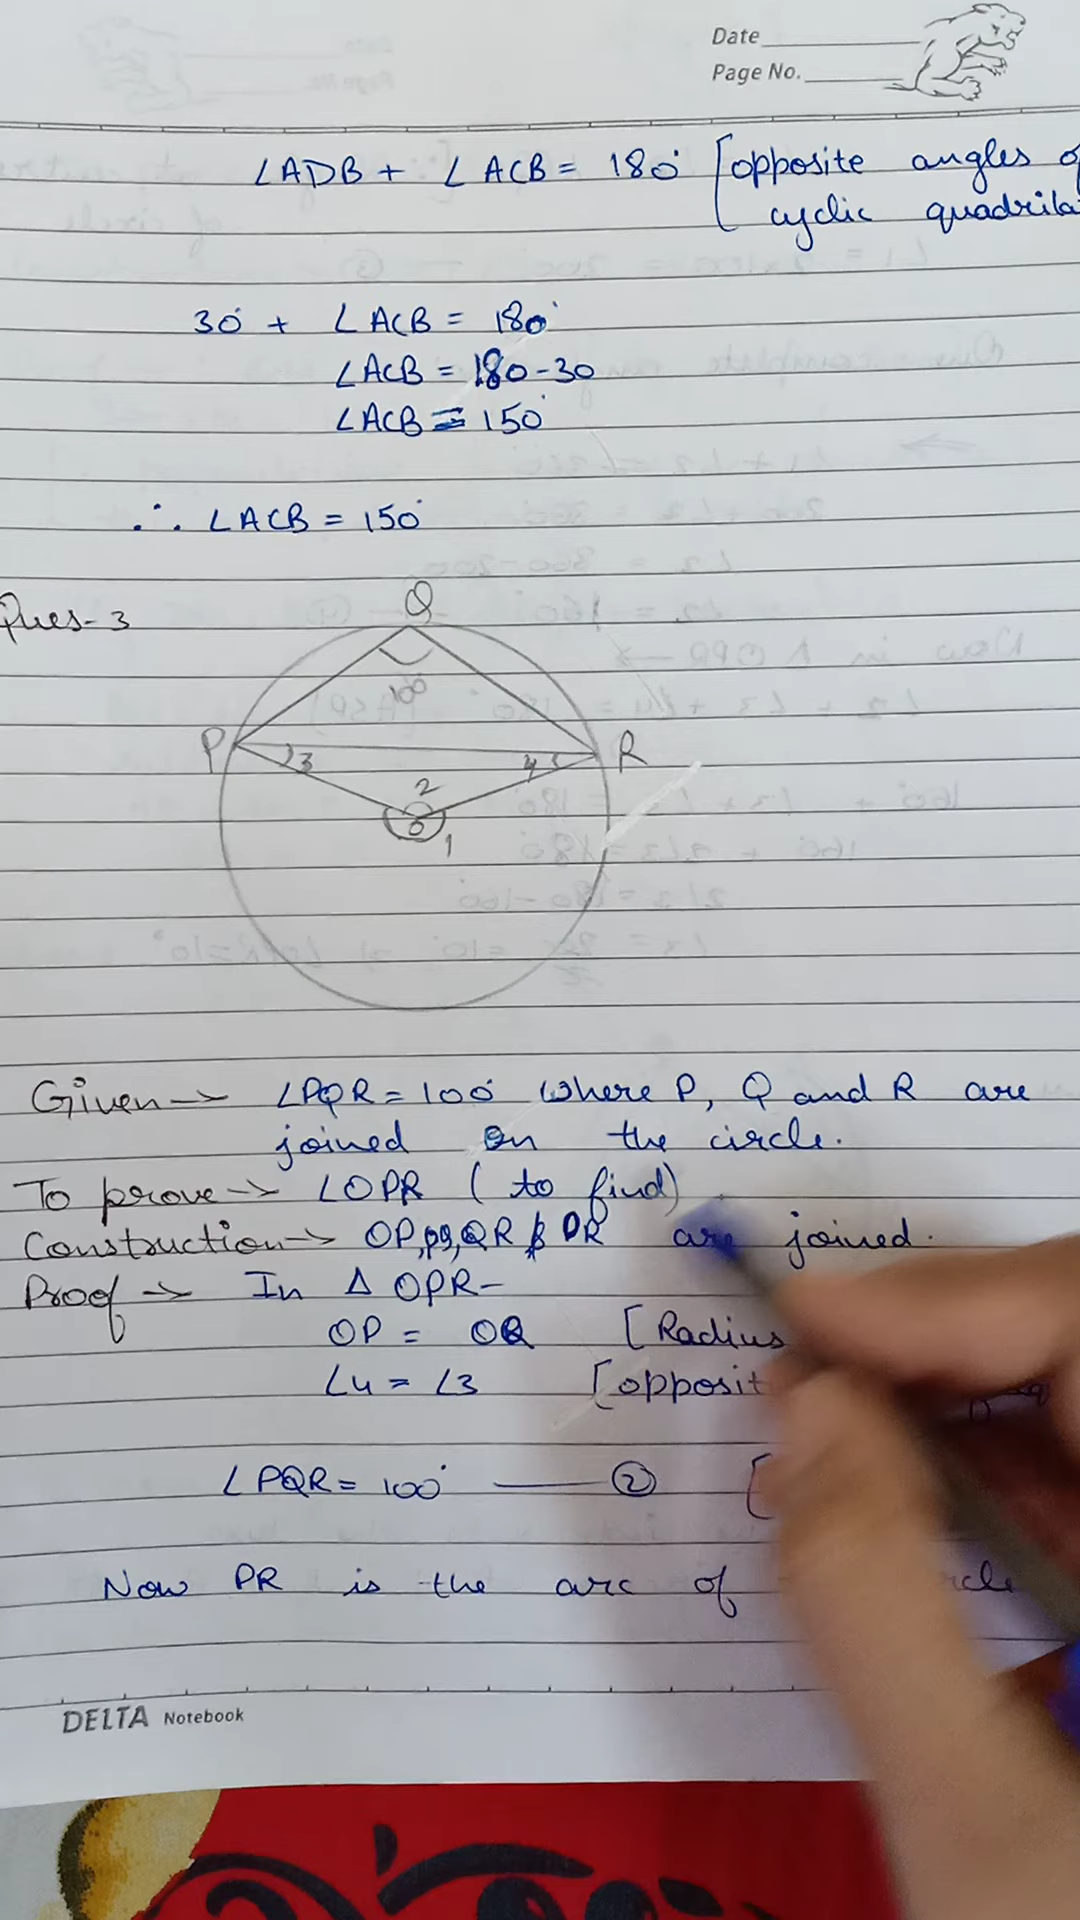 Date
Page No.
∠ADB + ∠ACB = 180° [opposite angles of
cyclic quadrila
30° + ∠ACB = 180°
∠ACB = 180-30
∠ACB = 150°
∴ ∠ACB = 150°
Ques-3
Q
100°
P
3
4
R
2
O
1
Given → ∠PQR = 100° where P, Q and R are
joined on the circle.
To prove → ∠OPR (to find)
Construction → OP, PQ, QR & OR are joined.
Proof → In Δ OPR-
OP = OR [Radius
∠4 = ∠3 [opposit
∠PQR = 100° — ② [
Now PR is the arc of
DELTA Notebook